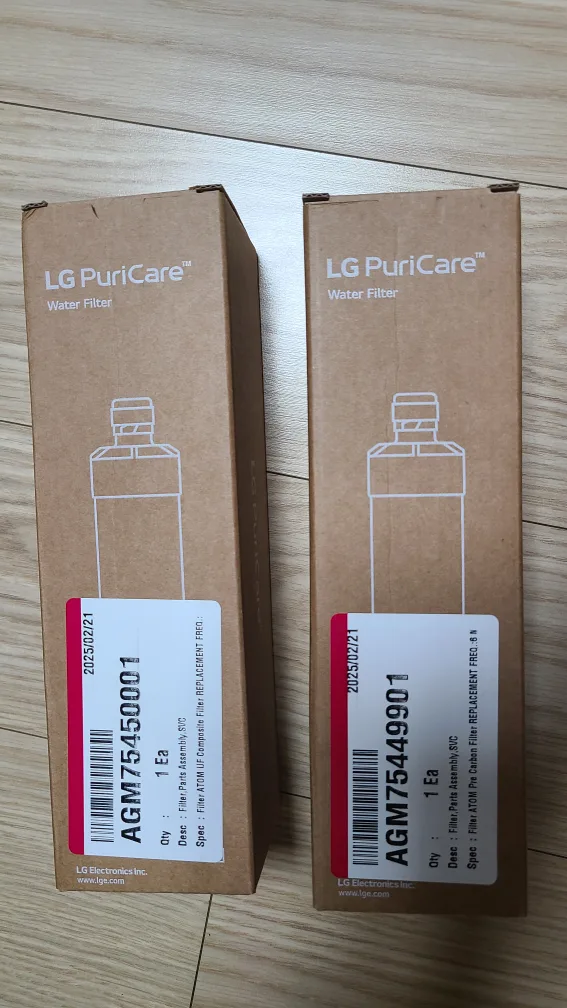 LG PuriCare™
Water Filter
2025/02/21
AGM75450001
Qty : 1 Ea
Desc : Filter,Parts Assembly,SVC
Spec : Filter ATOM UF Composite Filter REPLACEMENT FREQ.:
LG Electronics Inc.
www.lge.com
LG PuriCare™
Water Filter
2025/02/21
AGM75449901
Qty : 1 Ea
Desc : Filter,Parts Assembly,SVC
Spec : Filter ATOM Pre Carbon Filter REPLACEMENT FREQ.:6 N
LG Electronics Inc.
www.lge.com